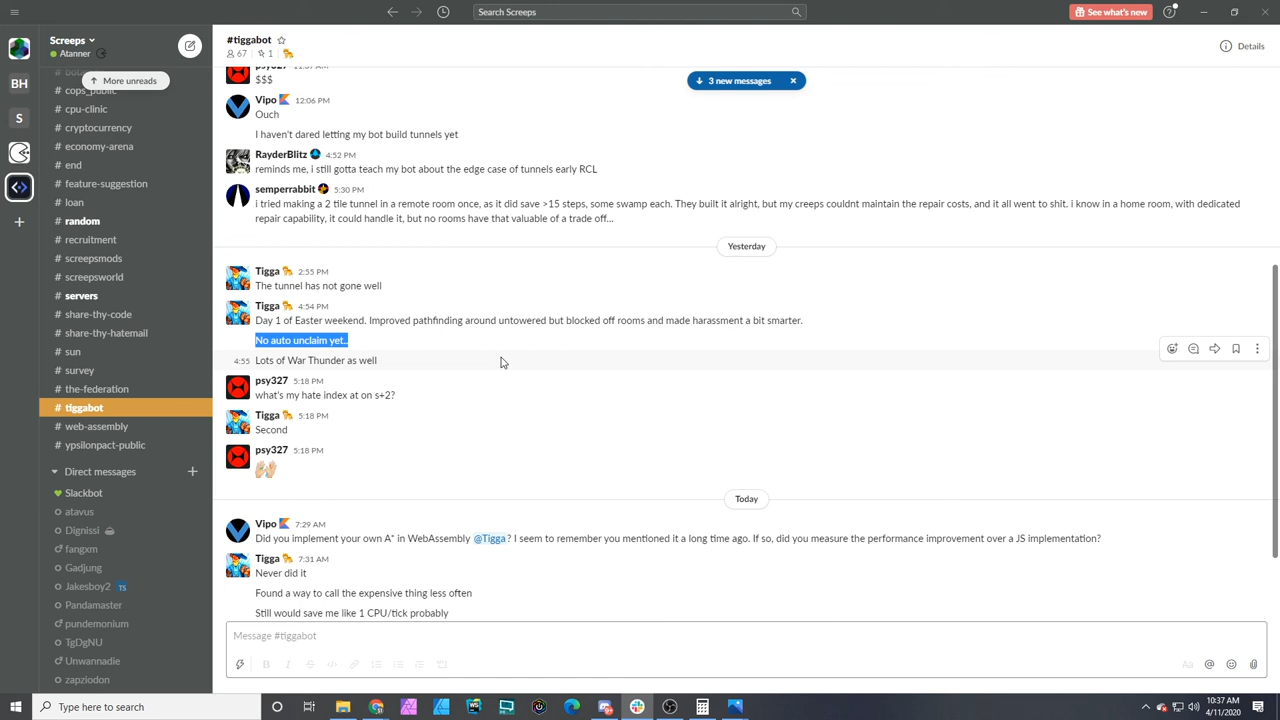 Search Screeps
See what's new
Screeps
Atanner
More unreads
# cops_public
# cpu-clinic
# cryptocurrency
# economy-arena
# end
# feature-suggestion
# loan
# random
# recruitment
# screepsmods
# screepsworld
# servers
# share-thy-code
# share-thy-hatemail
# sun
# survey
# the-federation
# tiggabot
# web-assembly
# ypsilonpact-public
Direct messages
Slackbot
atavus
Dignissi
fangxm
Gadjung
Jakesboy2 TS
Pandamaster
pundemonium
TgDgNU
Unwannadie
zapziodon
S
#tiggabot
67 | 1 |
Details
3 new messages
psy327 11:37 AM
$$$
Vipo 12:06 PM
Ouch
I haven't dared letting my bot build tunnels yet
RayderBlitz 4:52 PM
reminds me, i still gotta teach my bot about the edge case of tunnels early RCL
semperrabbit 5:30 PM
i tried making a 2 tile tunnel in a remote room once, as it did save >15 steps, some swamp each. They built it alright, but my creeps couldnt maintain the repair costs, and it all went to shit. i know in a home room, with dedicated
repair capability, it could handle it, but no rooms have that valuable of a trade off...
Yesterday
Tigga 2:55 PM
The tunnel has not gone well
Tigga 4:54 PM
Day 1 of Easter weekend. Improved pathfinding around untowered but blocked off rooms and made harassment a bit smarter.
No auto unclaim yet..
4:55 Lots of War Thunder as well
psy327 5:18 PM
what's my hate index at on s+2?
Tigga 5:18 PM
Second
psy327 5:18 PM
Today
Vipo 7:29 AM
Did you implement your own A* in WebAssembly @Tigga ? I seem to remember you mentioned it a long time ago. If so, did you measure the performance improvement over a JS implementation?
Tigga 7:31 AM
Never did it
Found a way to call the expensive thing less often
Still would save me like 1 CPU/tick probably
Message #tiggabot
B I S </> Aa @
Type here to search
WS
10:37 AM
4/11/2020